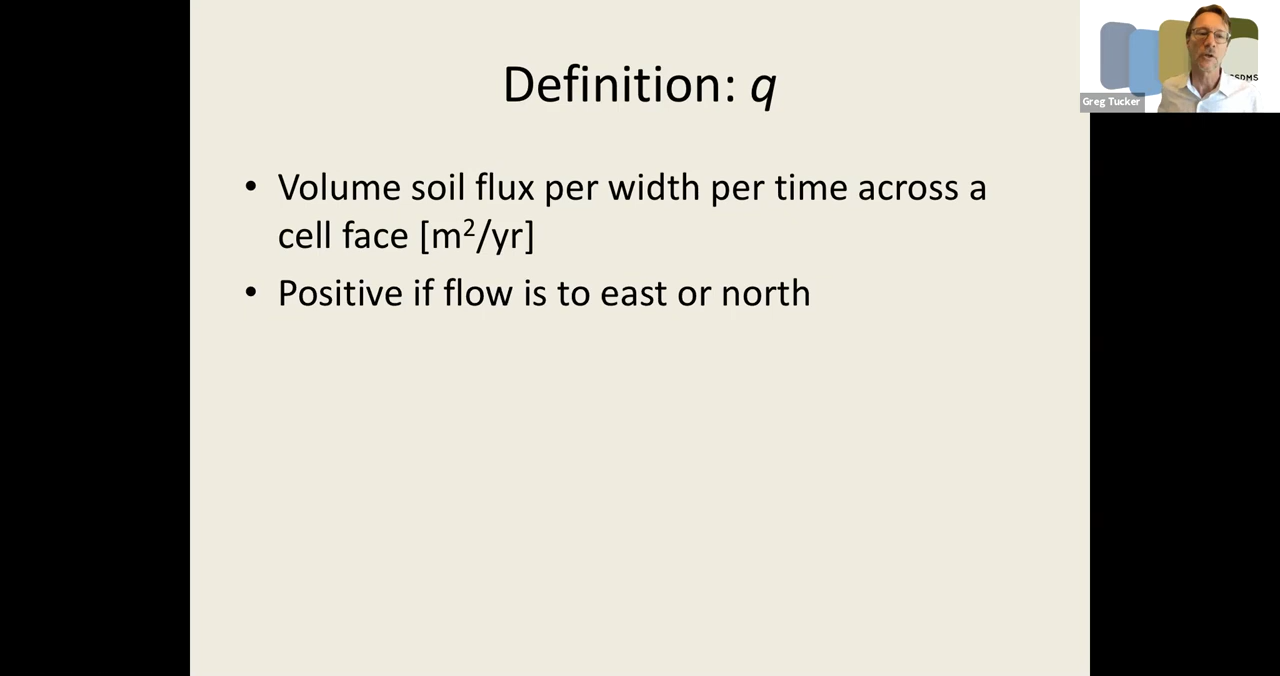 Definition: q
• Volume soil flux per width per time across a
cell face [m²/yr]
• Positive if flow is to east or north
SDMS
Greg Tucker